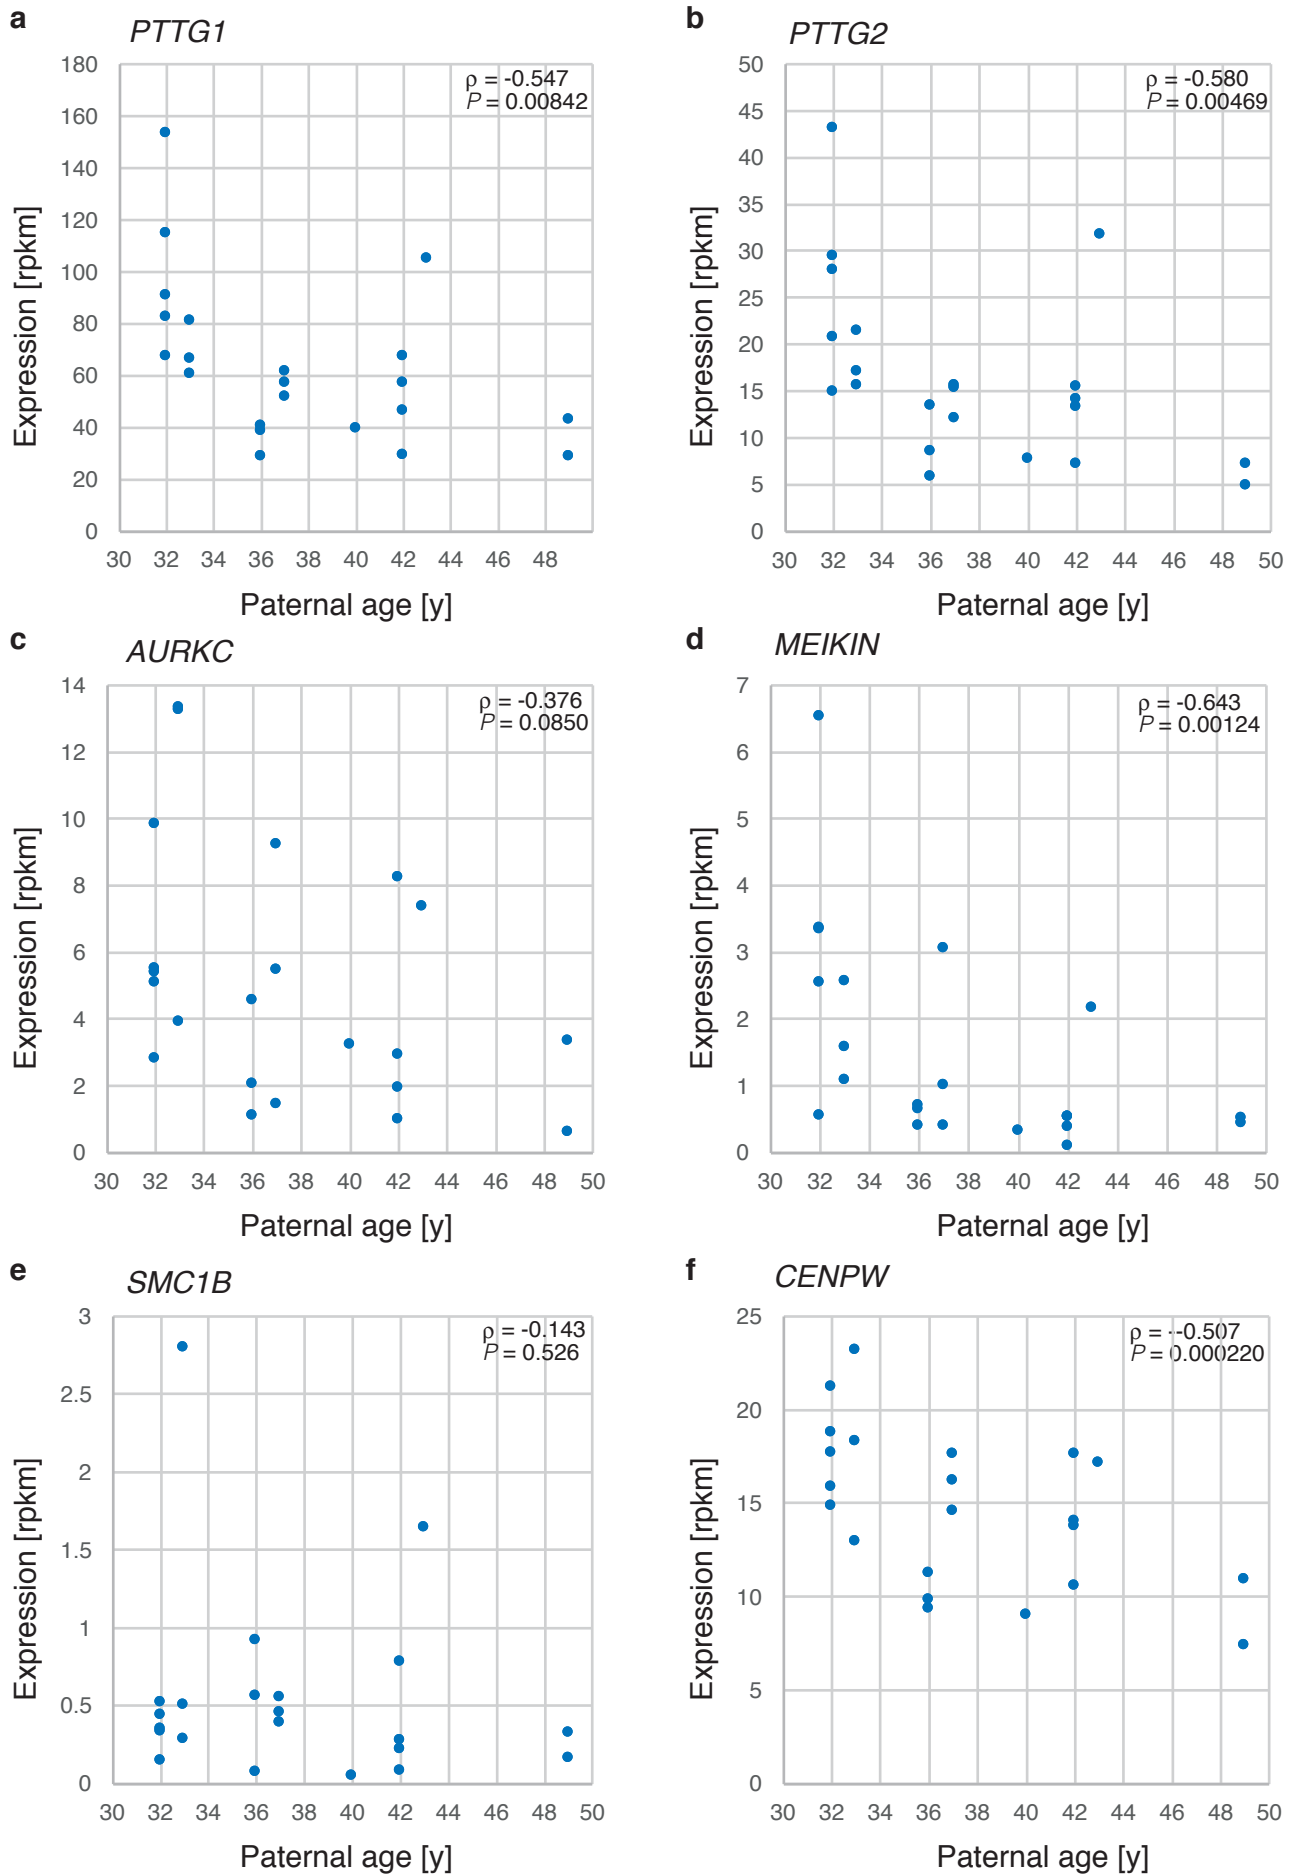 a PTTG1
ρ = -0.547
P = 0.00842
180
160
140
120
100
80
60
40
20
0
30 32 34 36 38 40 42 44 46 48
Expression [rpkm]
Paternal age [y]
b PTTG2
ρ = -0.580
P = 0.00469
50
45
40
35
30
25
20
15
10
5
0
30 32 34 36 38 40 42 44 46 48 50
Expression [rpkm]
Paternal age [y]
c AURKC
ρ = -0.376
P = 0.0850
14
12
10
8
6
4
2
0
30 32 34 36 38 40 42 44 46 48 50
Expression [rpkm]
Paternal age [y]
d MEIKIN
ρ = -0.643
P = 0.00124
7
6
5
4
3
2
1
0
30 32 34 36 38 40 42 44 46 48 50
Expression [rpkm]
Paternal age [y]
e SMC1B
ρ = -0.143
P = 0.526
3
2.5
2
1.5
1
0.5
0
30 32 34 36 38 40 42 44 46 48 50
Expression [rpkm]
Paternal age [y]
f CENPW
ρ = --0.507
P = 0.000220
25
20
15
10
5
0
30 32 34 36 38 40 42 44 46 48 50
Expression [rpkm]
Paternal age [y]